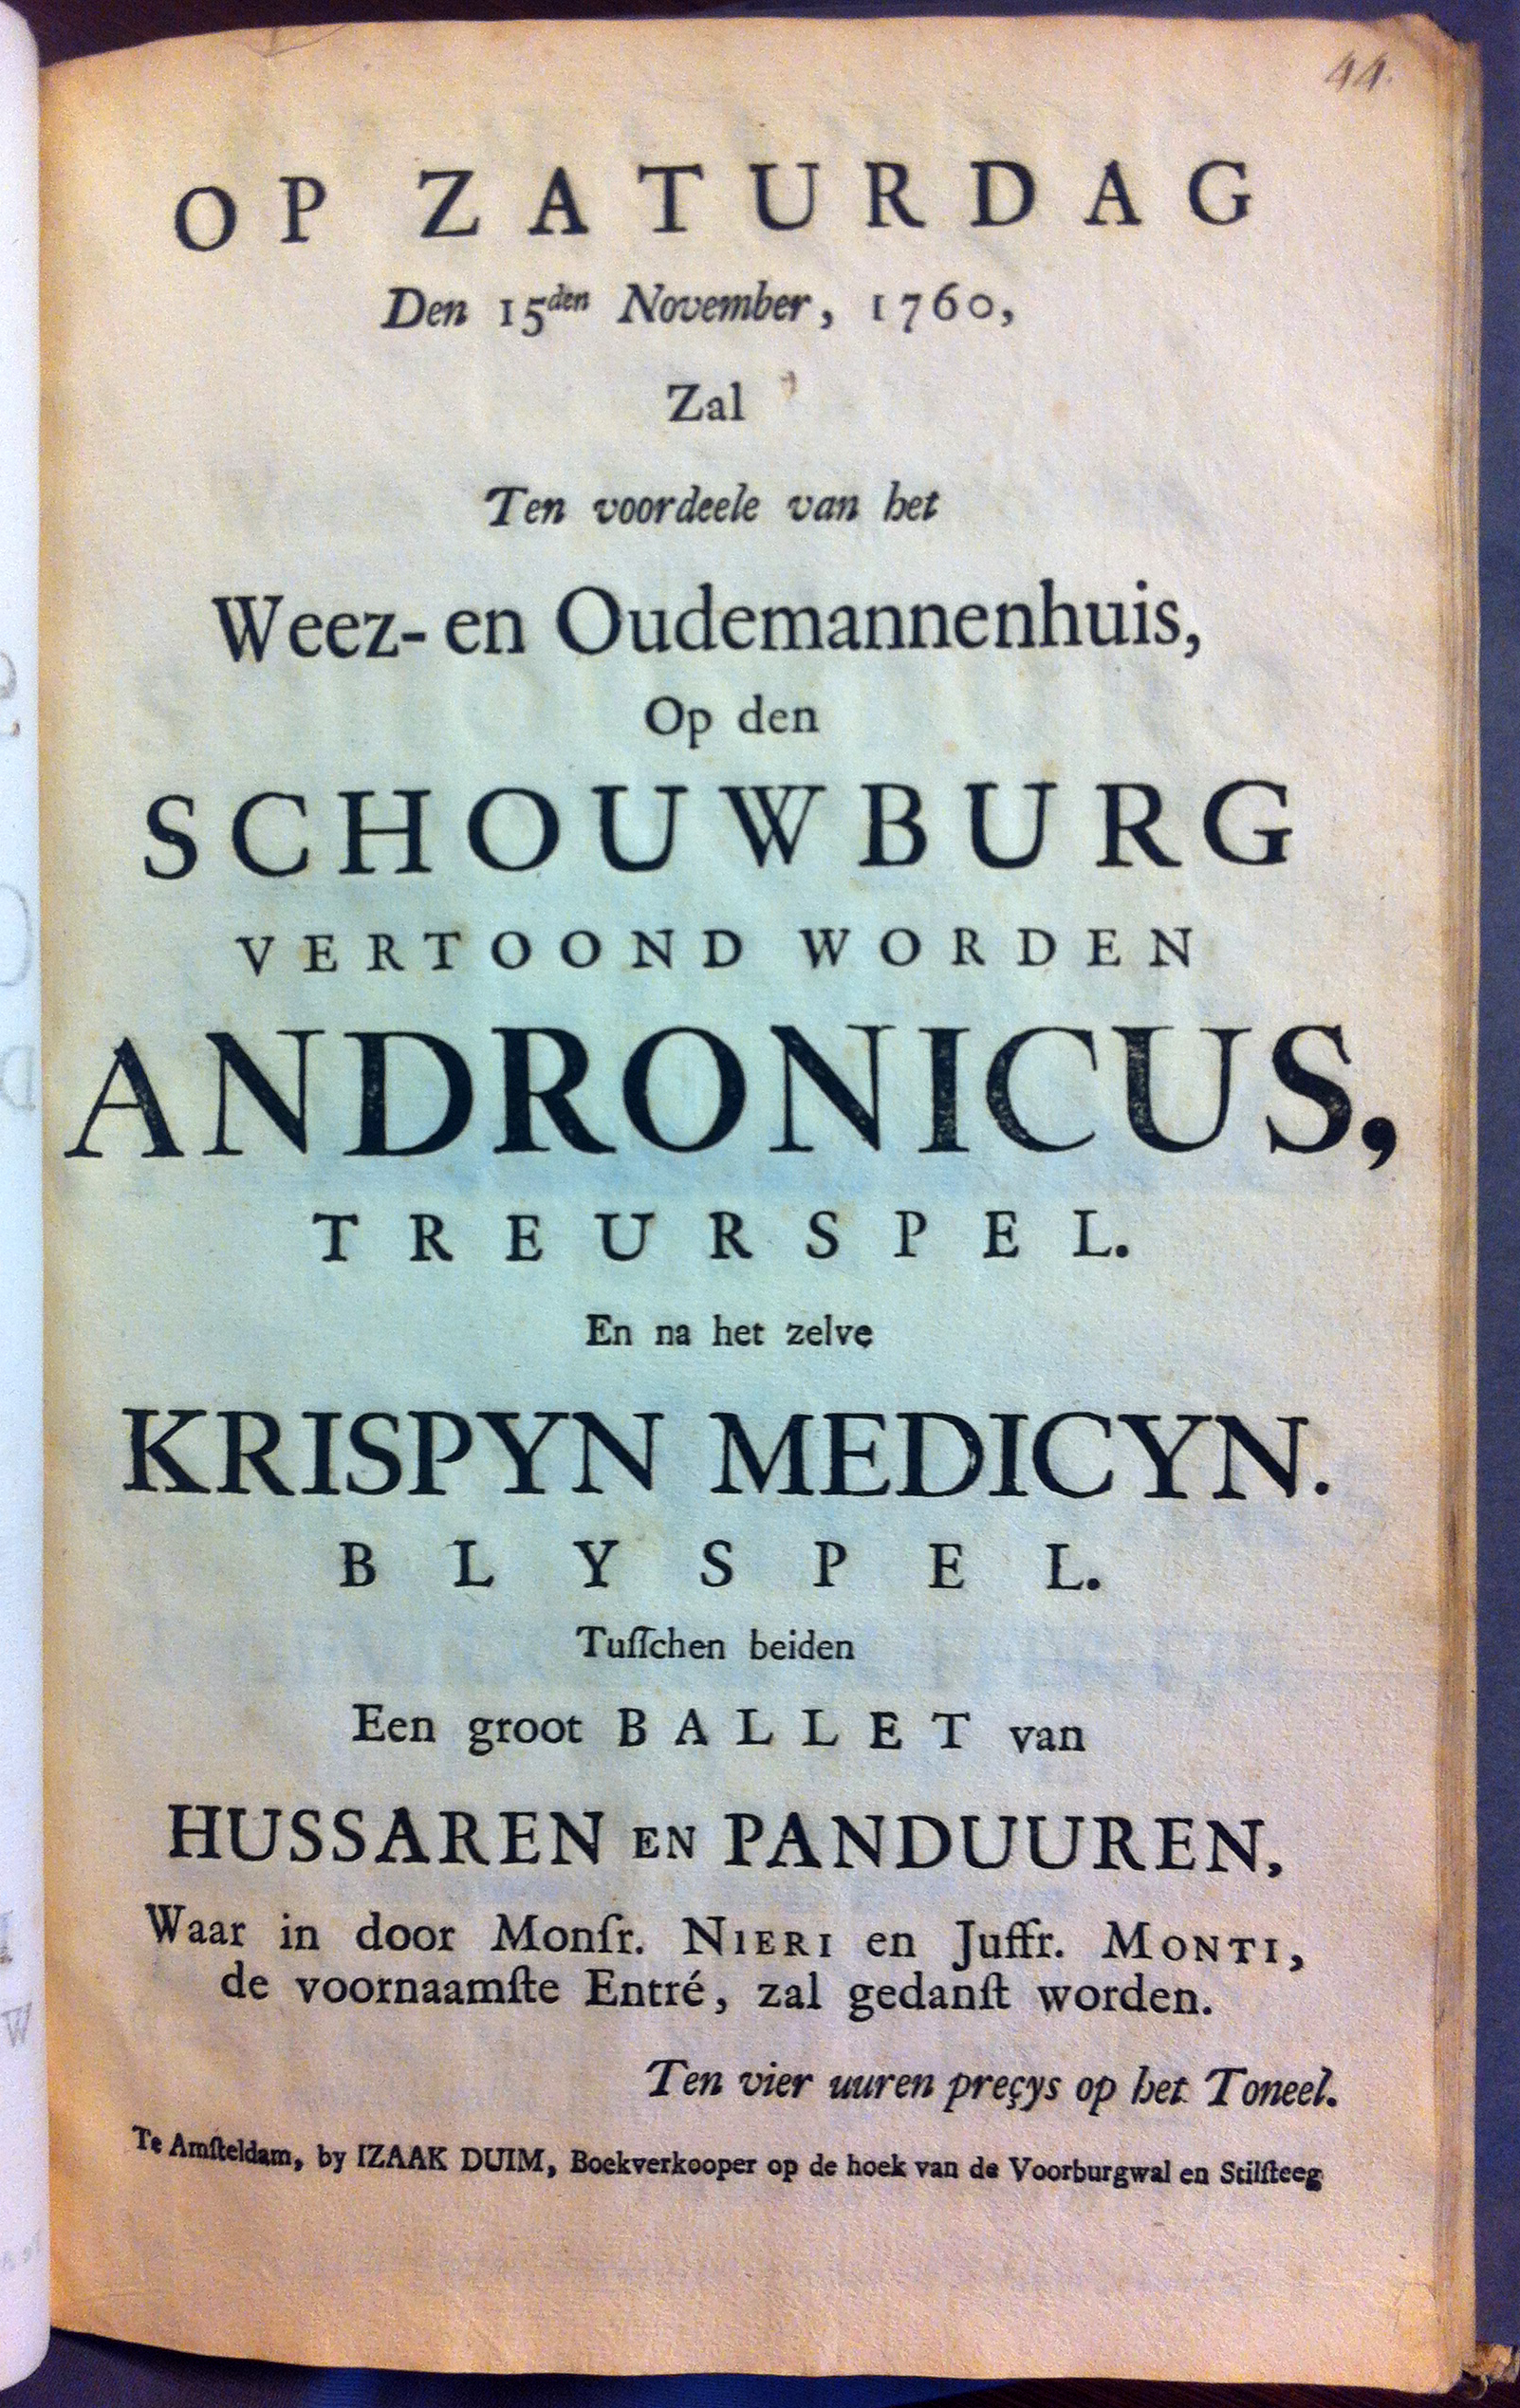 44.
OP ZATURDAG
Den 15den November, 1760,
Zal
Ten voordeele van het
Weez- en Oudemannenhuis,
Op den
SCHOUWBURG
VERTOOND WORDEN
ANDRONICUS,
TREURSPEL.
En na het zelve
KRISPYN MEDICYN.
BLYSPEL.
Tuſſchen beiden
Een groot BALLET van
HUSSAREN EN PANDUUREN,
Waar in door Monſr. NIERI en Juffr. MONTI,
de voornaamſte Entré, zal gedanſt worden.
Ten vier uuren preçys op het Toneel.
Te Amſteldam, by IZAAK DUIM, Boekverkooper op de hoek van de Voorburgwal en Stilſteeg